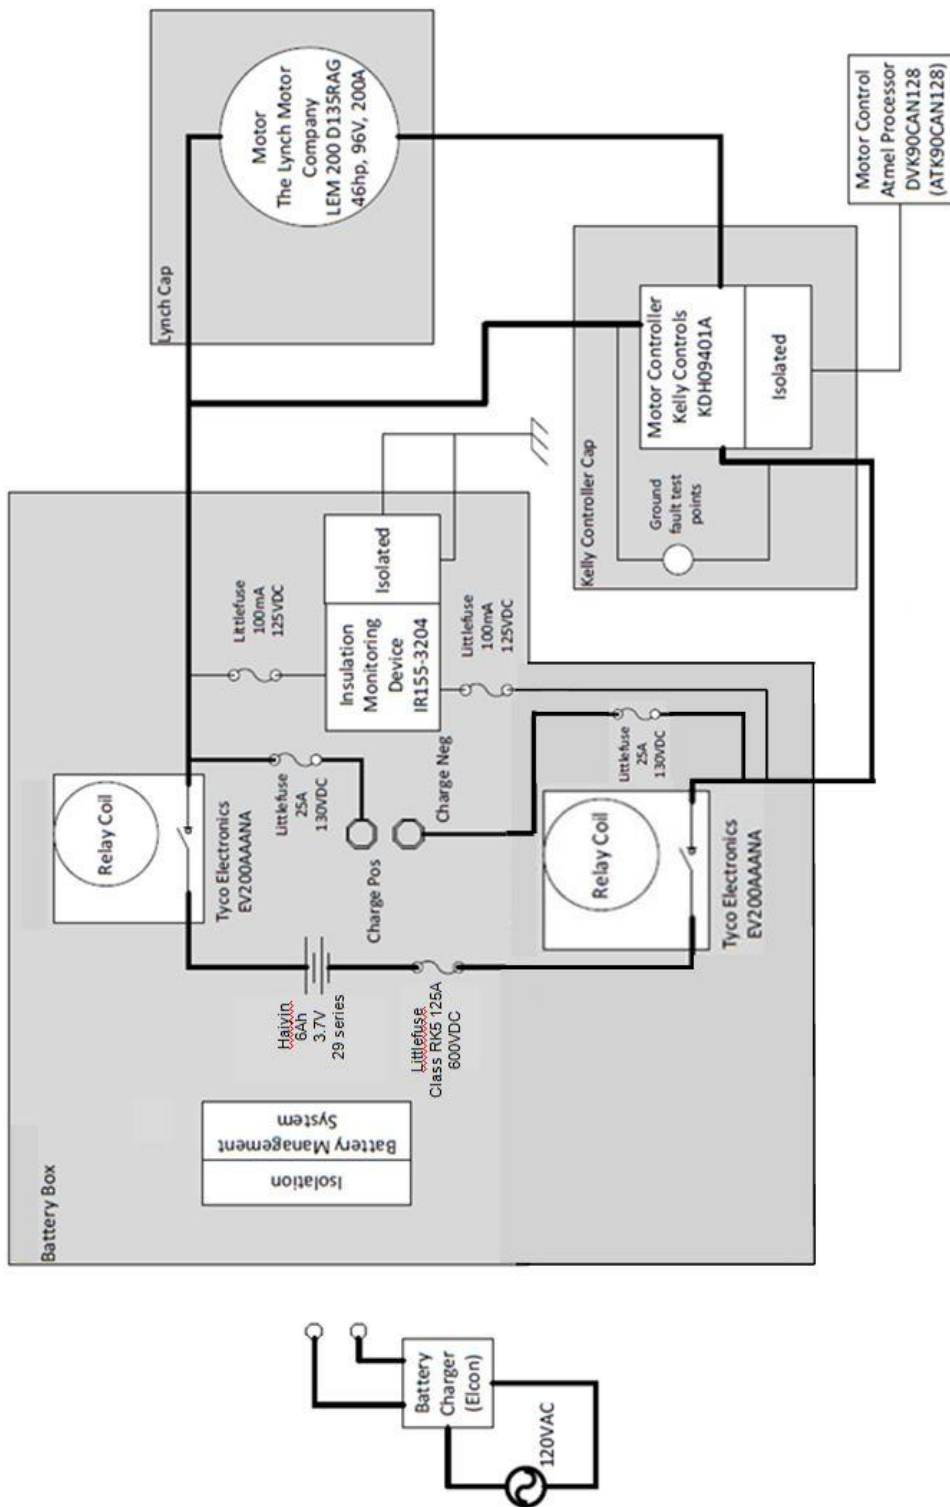 Battery Box
Relay Coil
Tyco Electronics
EV200AAANA
Haiyin
6Ah
3.7V
29 series
Littlefuse
Class RK5 125A
600VDC
Isolation
Battery Management
System
Littlefuse
25A
130VDC
Charge Pos
Charge Neg
Littlefuse
100mA
125VDC
Insulation
Monitoring
Device
IR155-3204
Isolated
Littlefuse
100mA
125VDC
Littlefuse
25A
130VDC
Relay Coil
Tyco Electronics
EV200AAANA
Lynch Cap
Motor
The Lynch Motor
Company
LEM 200 D135RAG
46hp, 96V, 200A
Kelly Controller Cap
Ground
fault test
points
Motor Controller
Kelly Controls
KDH09401A
Isolated
Motor Control
Atmel Processor
DVK90CAN128
(ATK90CAN128)
Battery
Charger
(Elcon)
120VAC